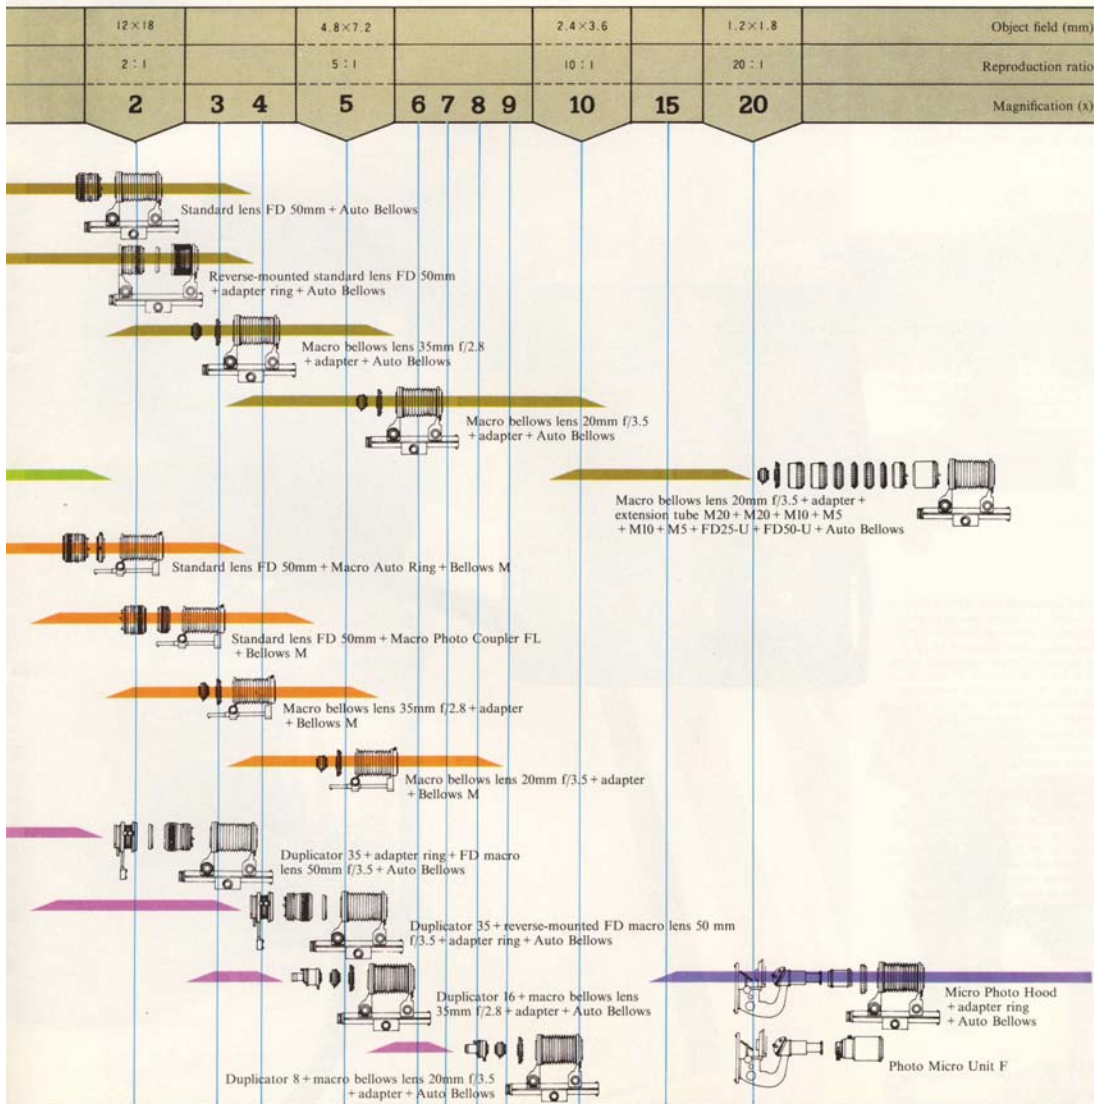 12×18 4.8×7.2 2.4×3.6 1.2×1.8 Object field (mm)
2:1 5:1 10:1 20:1 Reproduction ratio
2 3 4 5 6 7 8 9 10 15 20 Magnification (x)
Standard lens FD 50mm + Auto Bellows
Reverse-mounted standard lens FD 50mm
+ adapter ring + Auto Bellows
Macro bellows lens 35mm f/2.8
+ adapter + Auto Bellows
Macro bellows lens 20mm f/3.5
+ adapter + Auto Bellows
Macro bellows lens 20mm f/3.5 + adapter +
extension tube M20 + M20 + M10 + M5
+ M10 + M5 + FD25-U + FD50-U + Auto Bellows
Standard lens FD 50mm + Macro Auto Ring + Bellows M
Standard lens FD 50mm + Macro Photo Coupler FL
+ Bellows M
Macro bellows lens 35mm f/2.8 + adapter
+ Bellows M
Macro bellows lens 20mm f/3.5 + adapter
+ Bellows M
Duplicator 35 + adapter ring + FD macro
lens 50mm f/3.5 + Auto Bellows
Duplicator 35 + reverse-mounted FD macro lens 50 mm
f/3.5 + adapter ring + Auto Bellows
Duplicator 16 + macro bellows lens
35mm f/2.8 + adapter + Auto Bellows
Micro Photo Hood
+ adapter ring
+ Auto Bellows
Duplicator 8 + macro bellows lens 20mm f/3.5
+ adapter + Auto Bellows
Photo Micro Unit F